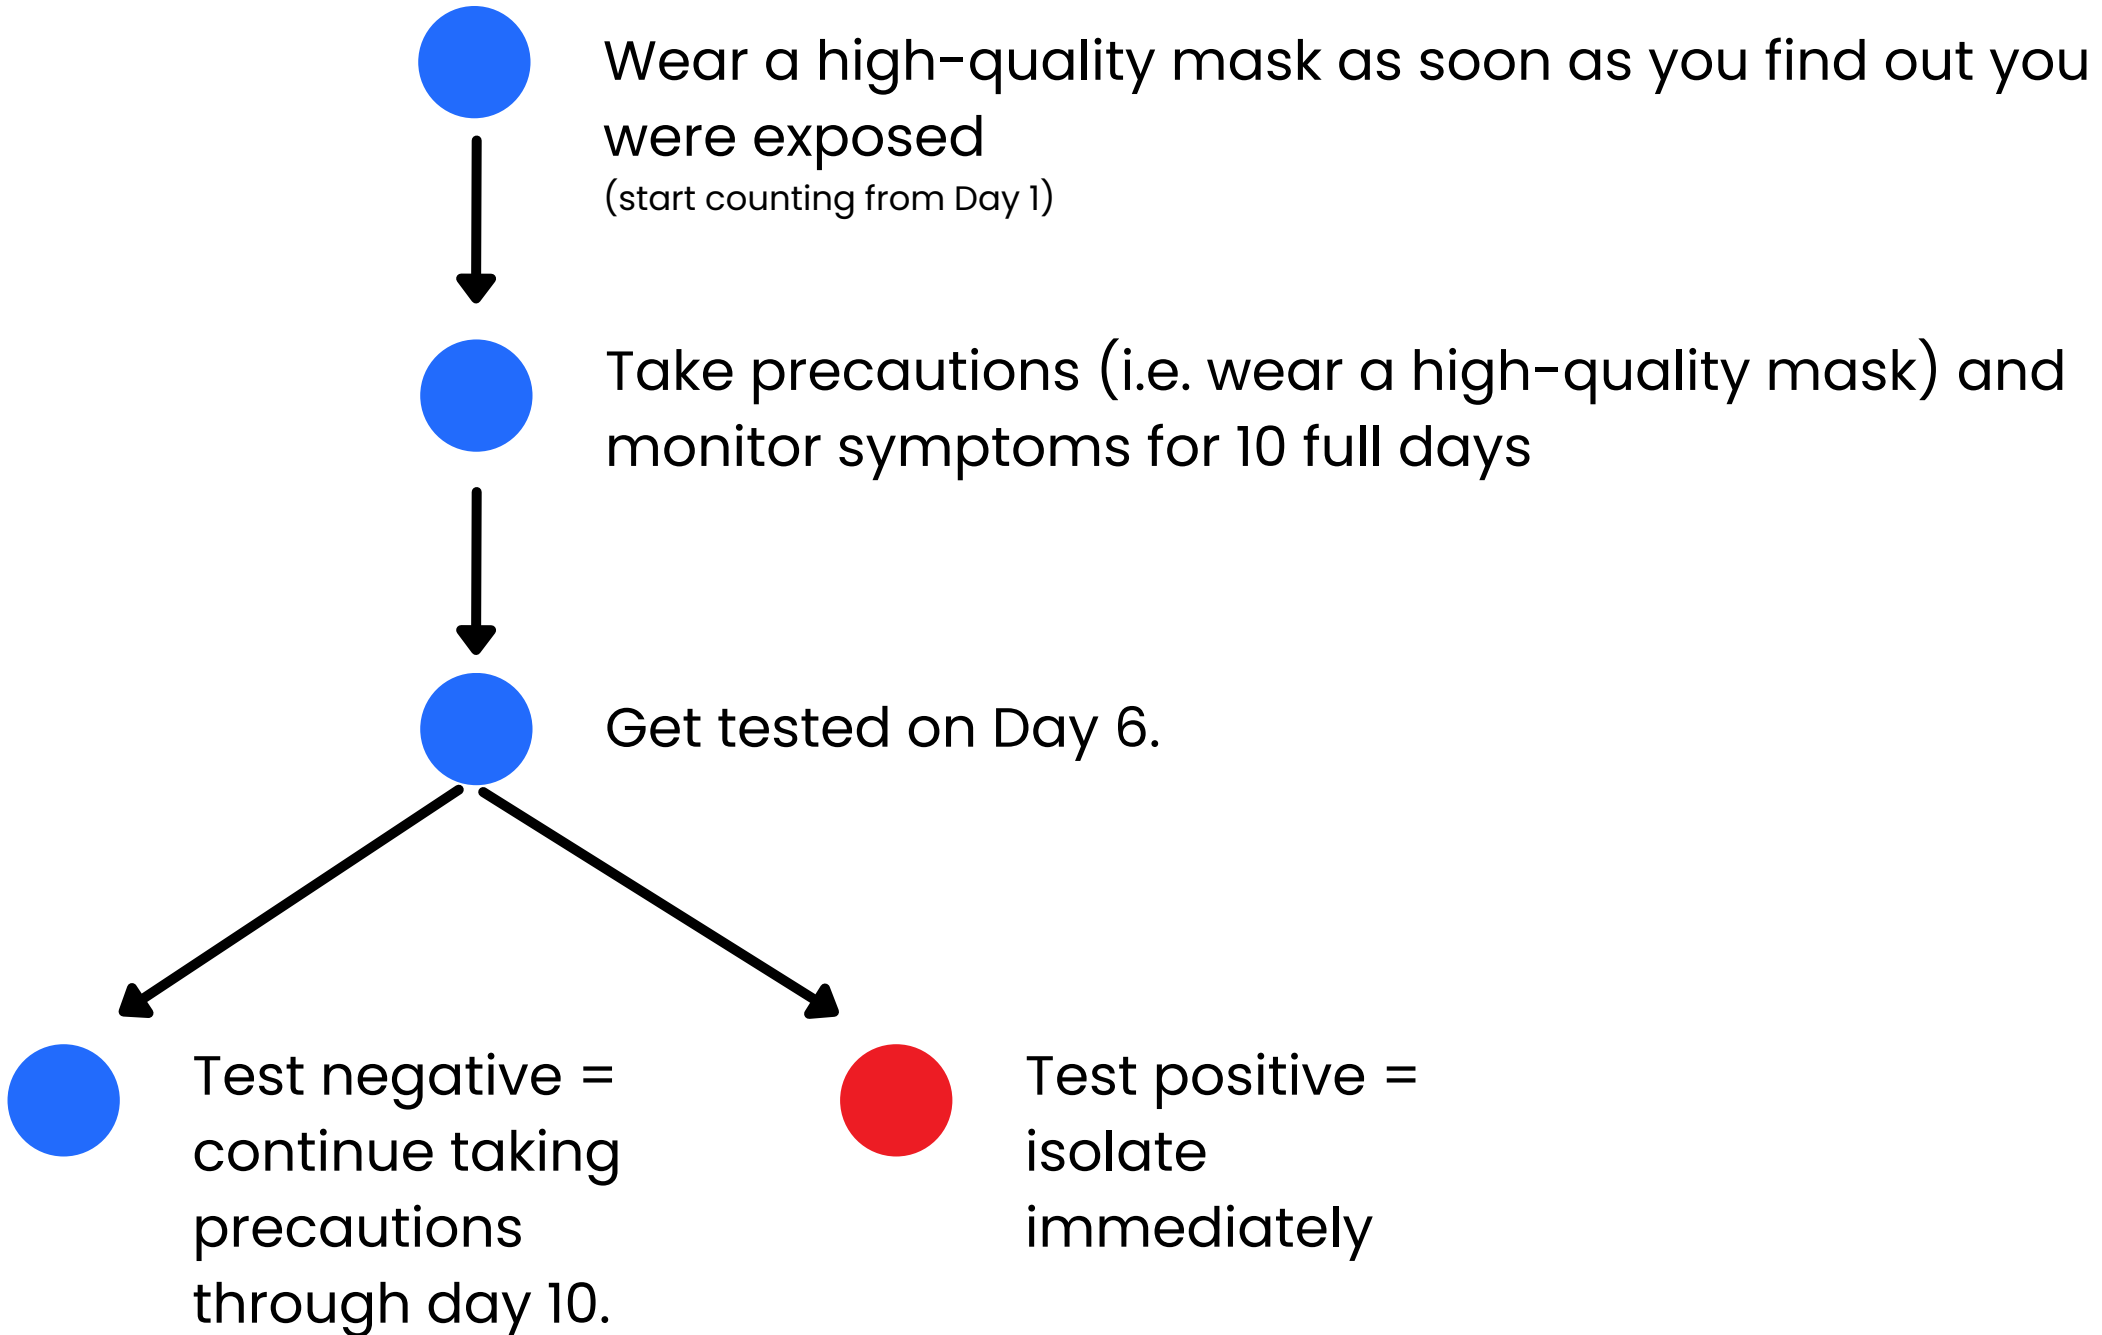 Wear a high-quality mask as soon as you find out you
were exposed
(start counting from Day 1)
Take precautions (i.e. wear a high-quality mask) and
monitor symptoms for 10 full days
Get tested on Day 6.
Test negative =
continue taking
precautions
through day 10.
Test positive =
isolate
immediately